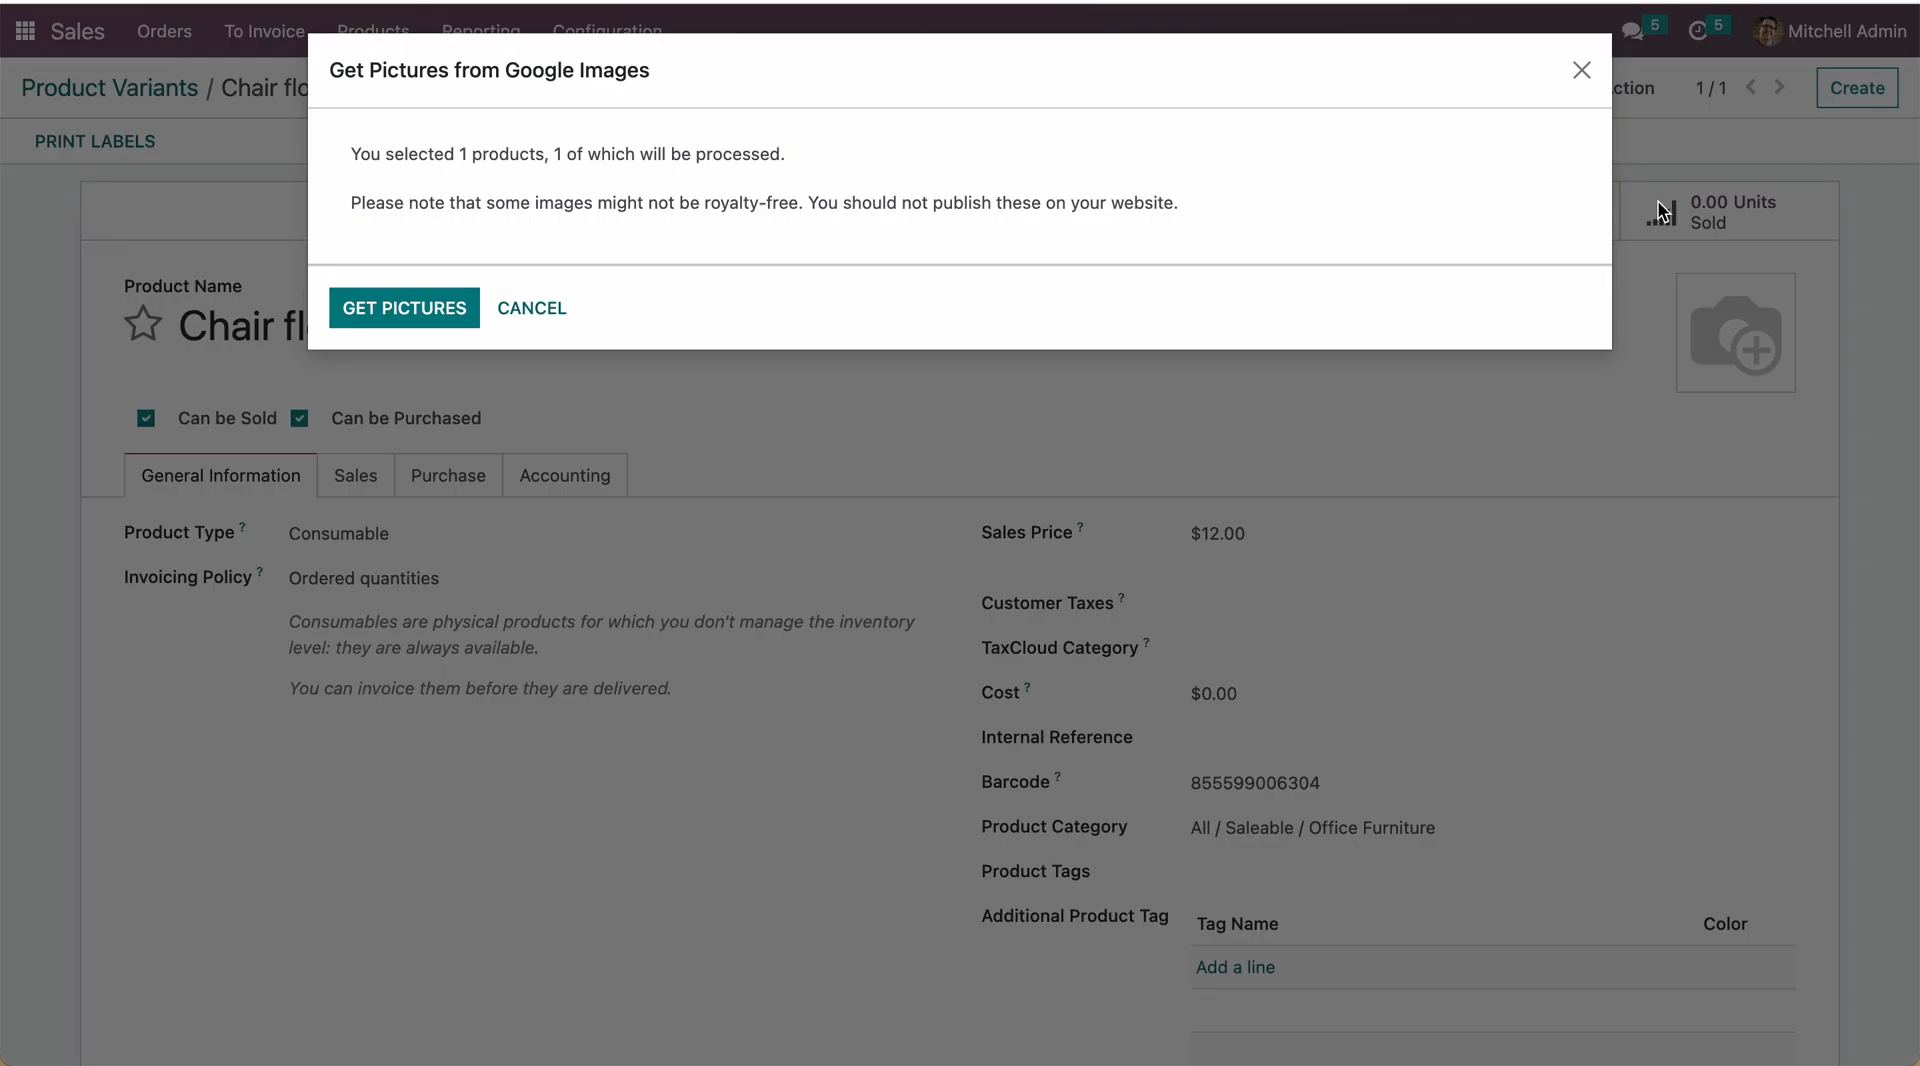 Sales Orders To Invoice Products Reporting Configuration 5 5 Mitchell Admin
Get Pictures from Google Images
Product Variants / Chair 1 / 1 Create
PRINT LABELS
You selected 1 products, 1 of which will be processed.
Please note that some images might not be royalty-free. You should not publish these on your website.
0.00 Units
Sold
GET PICTURES CANCEL
Product Name
Chair
Can be Sold Can be Purchased
General Information Sales Purchase Accounting
Product Type ? Consumable
Invoicing Policy ? Ordered quantities
Consumables are physical products for which you don't manage the inventory
level: they are always available.
You can invoice them before they are delivered.
Sales Price ? $12.00
Customer Taxes ?
TaxCloud Category ?
Cost ? $0.00
Internal Reference
Barcode ? 855599006304
Product Category All / Saleable / Office Furniture
Product Tags
Additional Product Tag Tag Name Color
Add a line